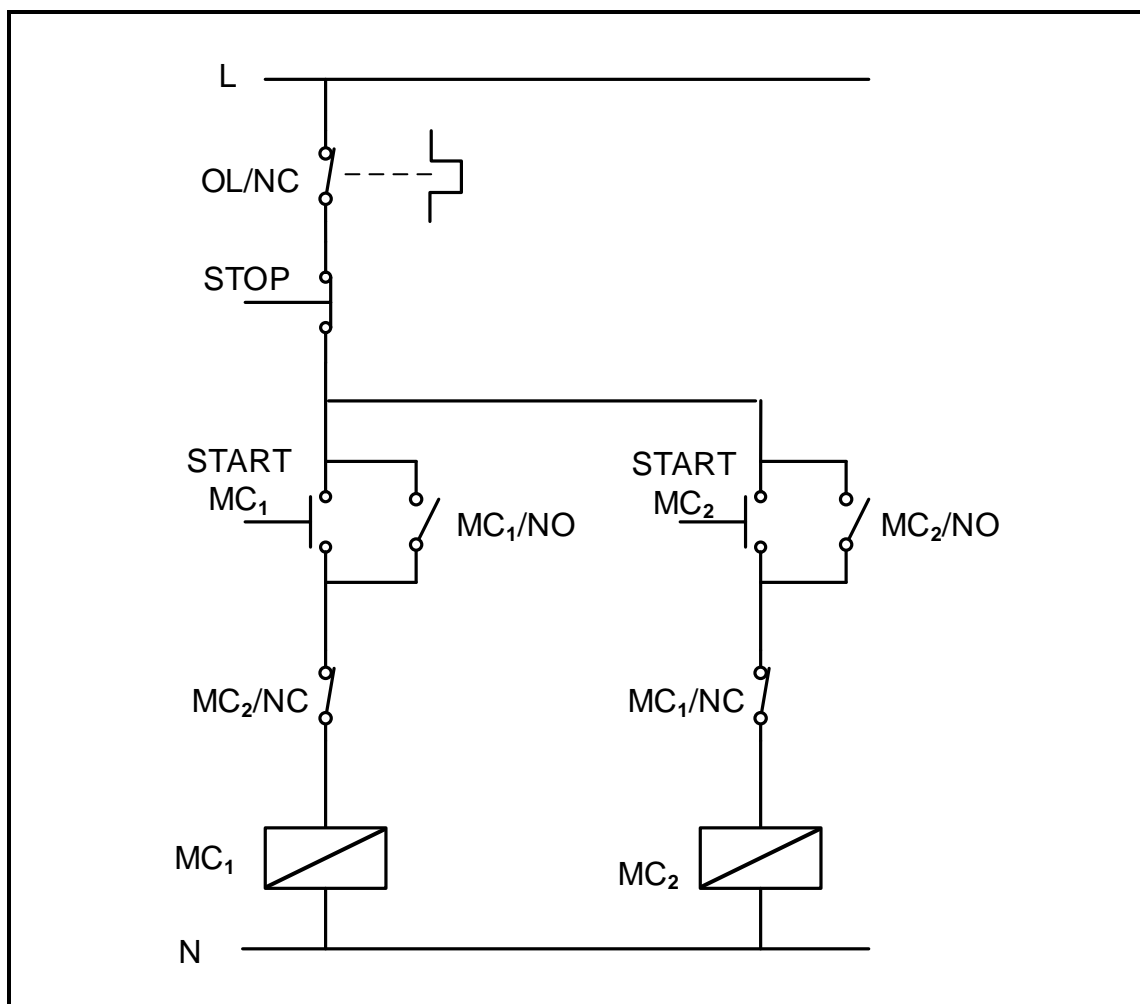 L
OL/NC
STOP
START
MC₁
MC₁/NO
START
MC₂
MC₂/NO
MC₂/NC
MC₁/NC
MC₁
MC₂
N